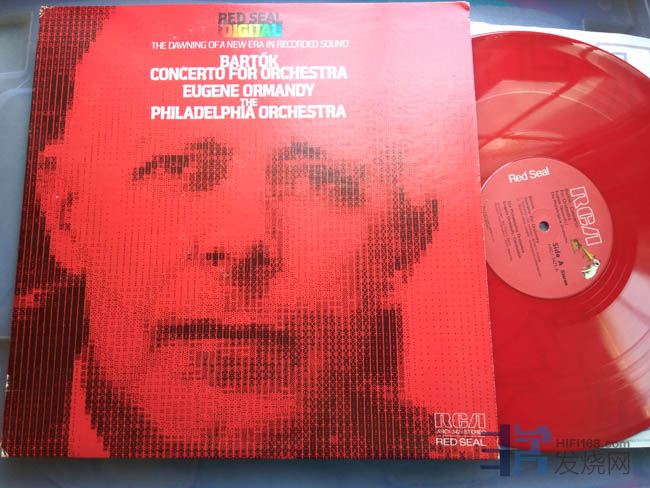 RED SEAL
DIGITAL
THE DAWNING OF A NEW ERA IN RECORDED SOUND
BARTÓK
CONCERTO FOR ORCHESTRA
EUGENE ORMANDY
THE
PHILADELPHIA ORCHESTRA
RCA
STEREO
RED SEAL
Red Seal
RCA
Side A
HIFI168.com
发烧网